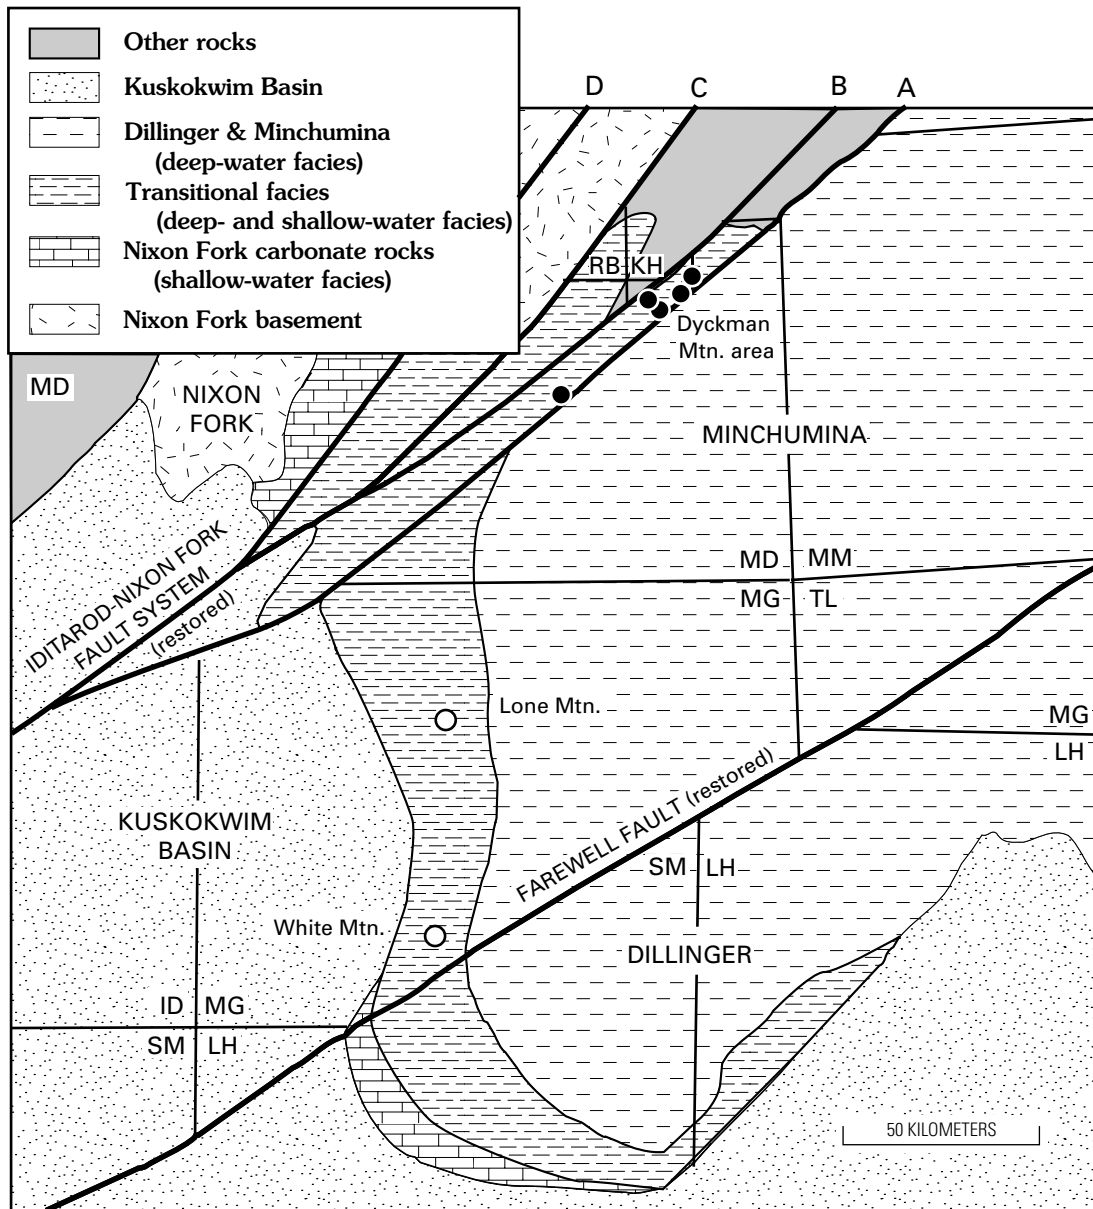 Other rocks
Kuskokwim Basin
Dillinger & Minchumina
(deep-water facies)
Transitional facies
(deep- and shallow-water facies)
Nixon Fork carbonate rocks
(shallow-water facies)
Nixon Fork basement
D
C
B
A
RB
KH
Dyckman
Mtn. area
MD
NIXON
FORK
MINCHUMINA
IDITAROD-NIXON FORK
FAULT SYSTEM
(restored)
MD
MM
MG
TL
Lone Mtn.
MG
LH
FAREWELL FAULT (restored)
KUSKOKWIM
BASIN
SM
LH
White Mtn.
DILLINGER
ID
MG
SM
LH
50 KILOMETERS